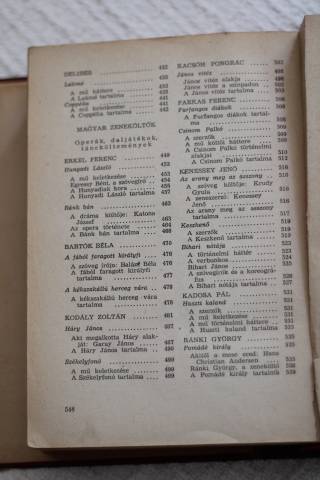 DELIBES
Lakmé
A mű keletkezése
A Lakmé tartalma
Coppélia
A mű keletkezése
A Coppélia tartalma
MAGYAR ZENEKÖLTŐK
Operák, daljátékok,
táncköltemények
ERKEL FERENC
Hunyadi László
A mű keletkezése
Egressy Béni, a szövegíró
A Hunyadiak kora
A Hunyadi László tartalma
Bánk bán
A dráma költője: Katona
József
Az opera története
A Bánk bán tartalma
BARTÓK BÉLA
A fából faragott királyfi
A szöveg írója: Balázs Béla
A fából faragott királyfi
tartalma
A kékszakállú herceg vára
A kékszakállú herceg vára
tartalma
KODÁLY ZOLTÁN
Háry János
Aki megalkotta Háry alak-
ját: Garay János
A Háry János tartalma
Székelyfonó
A mű keletkezése
A Székelyfonó tartalma
548
KACSÓH PONGRÁC
János vitéz
János vitéz alakja
János vitéz a színpadon
A János vitéz tartalma
FARKAS FERENC
Furfangos diákok
A Furfangos diákok tartal-
ma
Csínom Palkó
A szerzők
A mű költői háttere
A Csínom Palkó történelmi
alakjai
A Csínom Palkó tartalma
KENESSEY JENŐ
Az arany meg az asszony
A szöveg költője: Krúdy
Gyula
A zeneszerző: Kenessey
Jenő
Az arany meg az asszony
tartalma
Keszkenő
A szerzők
A Keszkenő tartalma
Bihari nótája
A történelmi háttér
A verbunkos
Bihari János
A szövegírók és a koreográ-
fus
A Bihari nótája tartalma
KADOSA PÁL
Huszti kaland
A szerzők
A mű keletkezése
A mű történelmi háttere
A Huszti kaland tartalma
RÁNKI GYÖRGY
Pomádé király
Akitől a mese ered: Hans
Christian Andersen
Ránki György, a zeneköltő
A Pomádé király tartalma